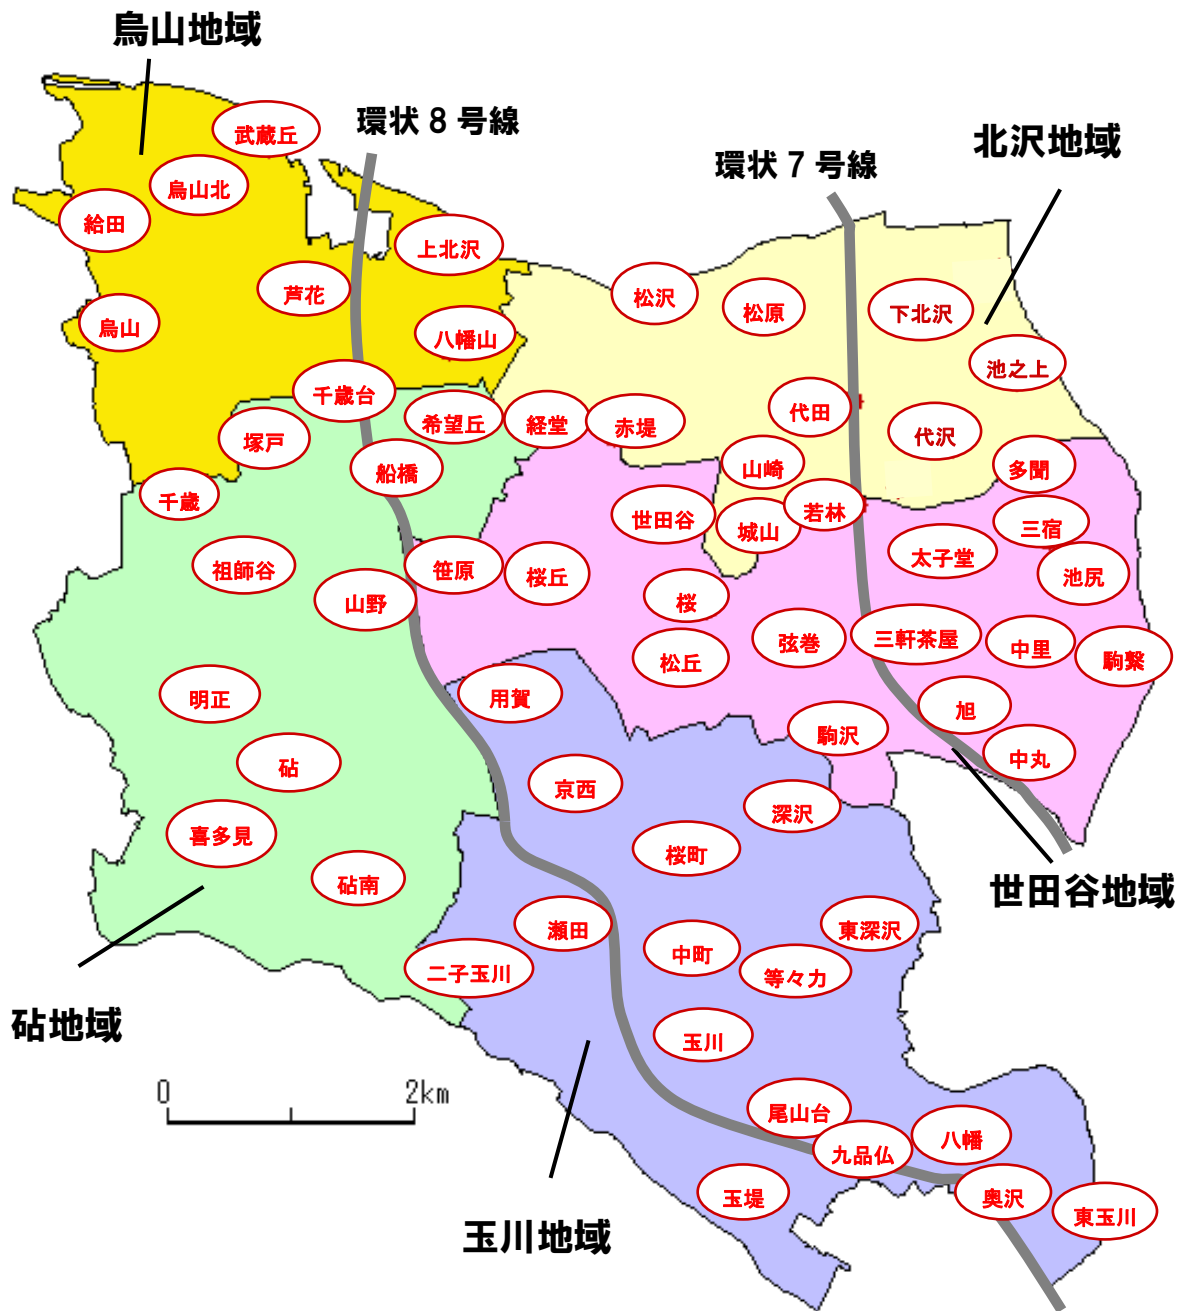 烏山地域
環状８号線
環状７号線
北沢地域
武蔵丘
烏山北
給田
上北沢
芦花
烏山
八幡山
松沢
松原
下北沢
池之上
千歳台
希望丘
経堂
赤堤
代田
代沢
塚戸
船橋
山崎
多聞
千歳
世田谷
城山
若林
三宿
祖師谷
笹原
桜丘
太子堂
池尻
山野
桜
弦巻
三軒茶屋
中里
駒繋
松丘
明正
用賀
旭
駒沢
中丸
砧
京西
深沢
喜多見
桜町
砧南
世田谷地域
瀬田
東深沢
中町
二子玉川
等々力
砧地域
玉川
0
2km
尾山台
九品仏
八幡
玉堤
奥沢
東玉川
玉川地域